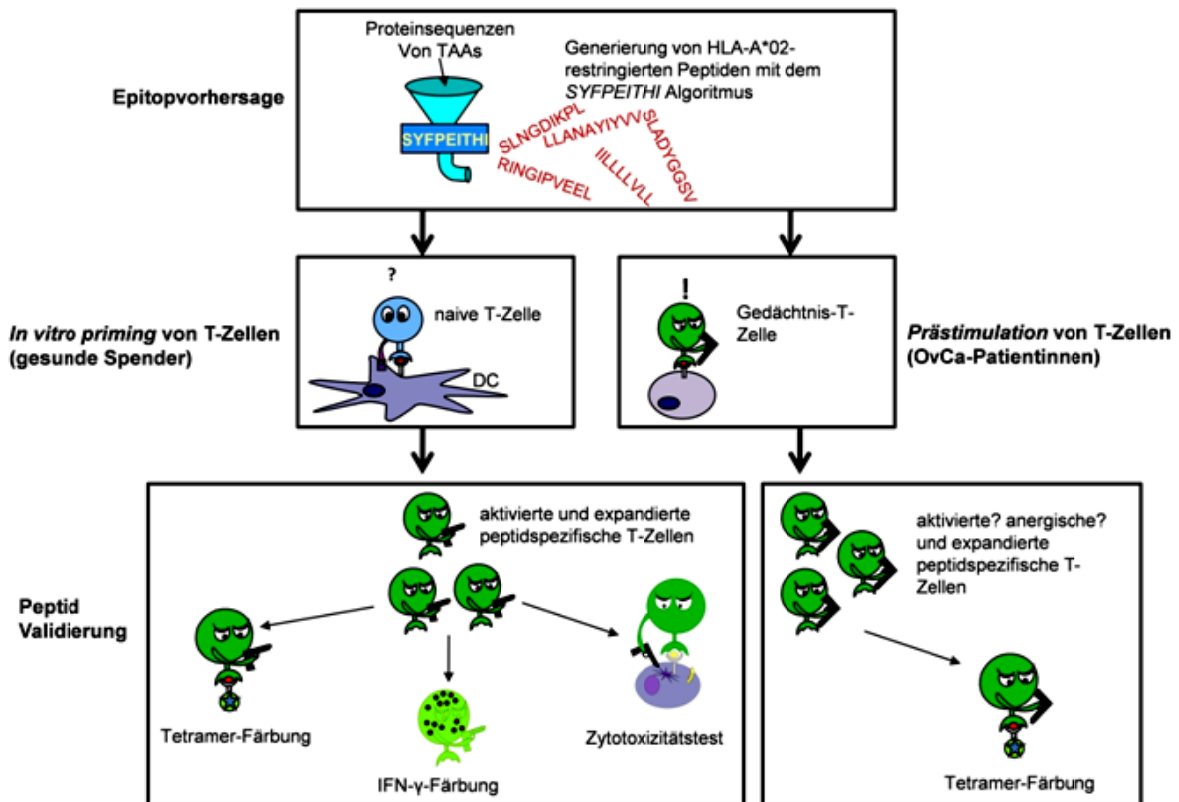 Proteinsequenzen
Von TAAs
Generierung von HLA-A*02-
restringierten Peptiden mit dem
SYFPEITHI Algoritmus
Epitopvorhersage
SYFPEITHI
SLNGDIKPL
LLANAYIYVV
SLADYGGSV
RINGIPVEEL
IILLLLVLL
?
naive T-Zelle
DC
In vitro priming von T-Zellen
(gesunde Spender)
!
Gedächtnis-T-
Zelle
Prästimulation von T-Zellen
(OvCa-Patientinnen)
aktivierte und expandierte
peptidspezifische T-Zellen
aktivierte? anergische?
und expandierte
peptidspezifische T-
Zellen
Peptid
Validierung
Tetramer-Färbung
IFN-γ-Färbung
Zytotoxizitätstest
Tetramer-Färbung